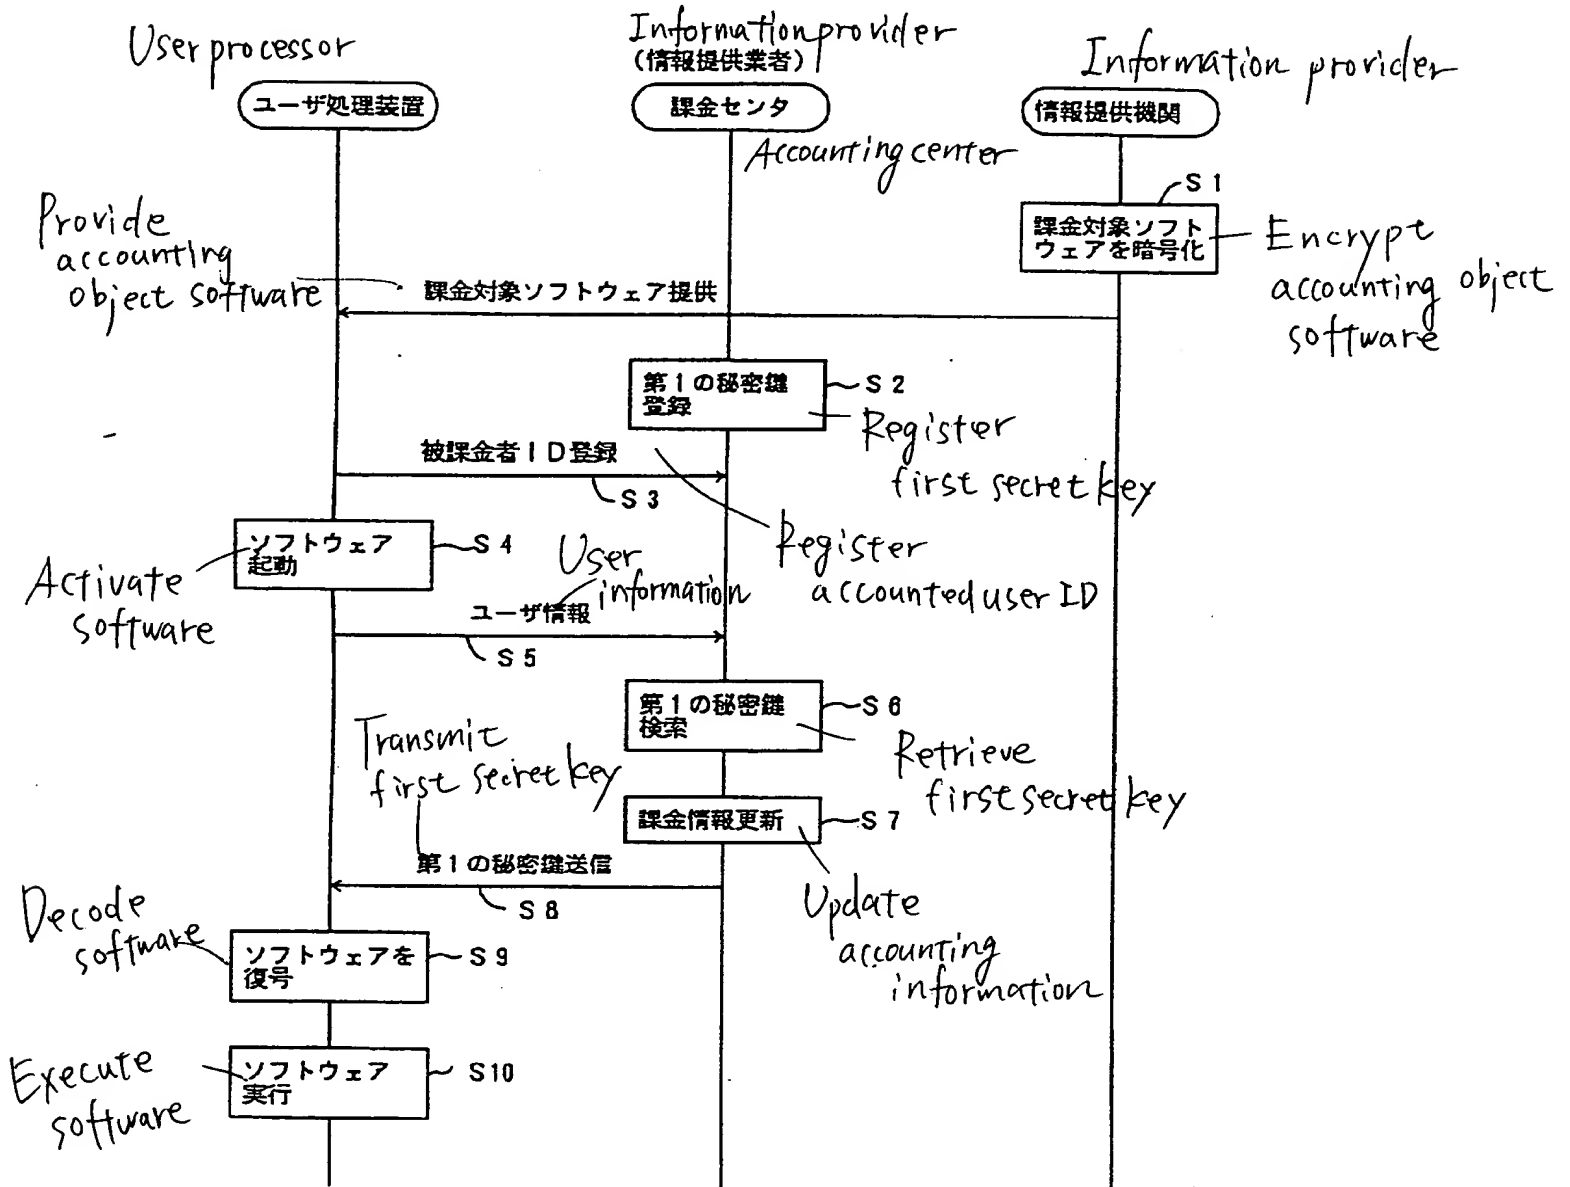 User processor
Information provider
(情報提供業者)
Information provider
ユーザ処理装置
課金センタ
情報提供機関
Accounting center
S1
課金対象ソフト
ウェアを暗号化
Encrypt
accounting object
software
Provide
accounting
object software
課金対象ソフトウェア提供
第1の秘密鍵
登録
S2
Register
first secret key
被課金者ID登録
S3
Register
accounted user ID
ソフトウェア
起動
S4
Activate
software
User
information
ユーザ情報
S5
第1の秘密鍵
検索
S6
Retrieve
first secret key
Transmit
first secret key
課金情報更新
S7
Update
accounting
information
第1の秘密鍵送信
S8
Decode
software
ソフトウェアを
復号
S9
Execute
software
ソフトウェア
実行
S10